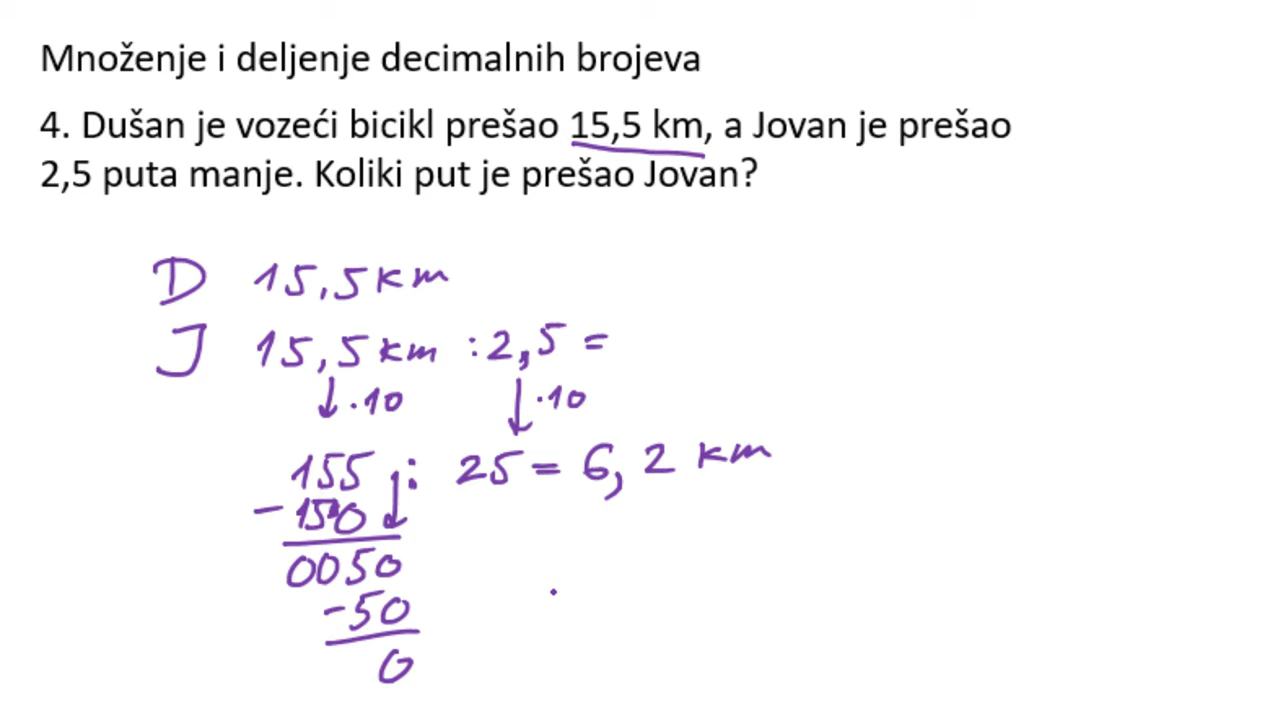 Množenje i deljenje decimalnih brojeva
4. Dušan je vozeći bicikl prešao 15,5 km, a Jovan je prešao
2,5 puta manje. Koliki put je prešao Jovan?
D 15,5 km
J 15,5 km : 2,5 =
↓·10 ↓·10
155 : 25 = 6,2 km
-150↓
0050
-50
0